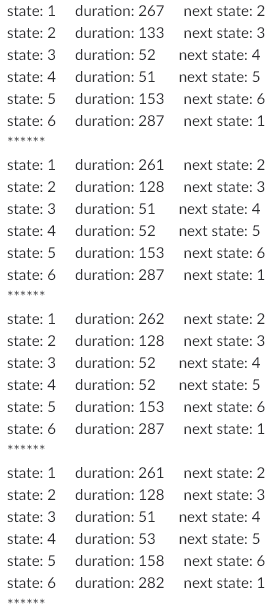 state: 1 duration: 267 next state: 2
state: 2 duration: 133 next state: 3
state: 3 duration: 52 next state: 4
state: 4 duration: 51 next state: 5
state: 5 duration: 153 next state: 6
state: 6 duration: 287 next state: 1
******
state: 1 duration: 261 next state: 2
state: 2 duration: 128 next state: 3
state: 3 duration: 51 next state: 4
state: 4 duration: 52 next state: 5
state: 5 duration: 153 next state: 6
state: 6 duration: 287 next state: 1
******
state: 1 duration: 262 next state: 2
state: 2 duration: 128 next state: 3
state: 3 duration: 52 next state: 4
state: 4 duration: 52 next state: 5
state: 5 duration: 153 next state: 6
state: 6 duration: 287 next state: 1
******
state: 1 duration: 261 next state: 2
state: 2 duration: 128 next state: 3
state: 3 duration: 51 next state: 4
state: 4 duration: 53 next state: 5
state: 5 duration: 158 next state: 6
state: 6 duration: 282 next state: 1
******